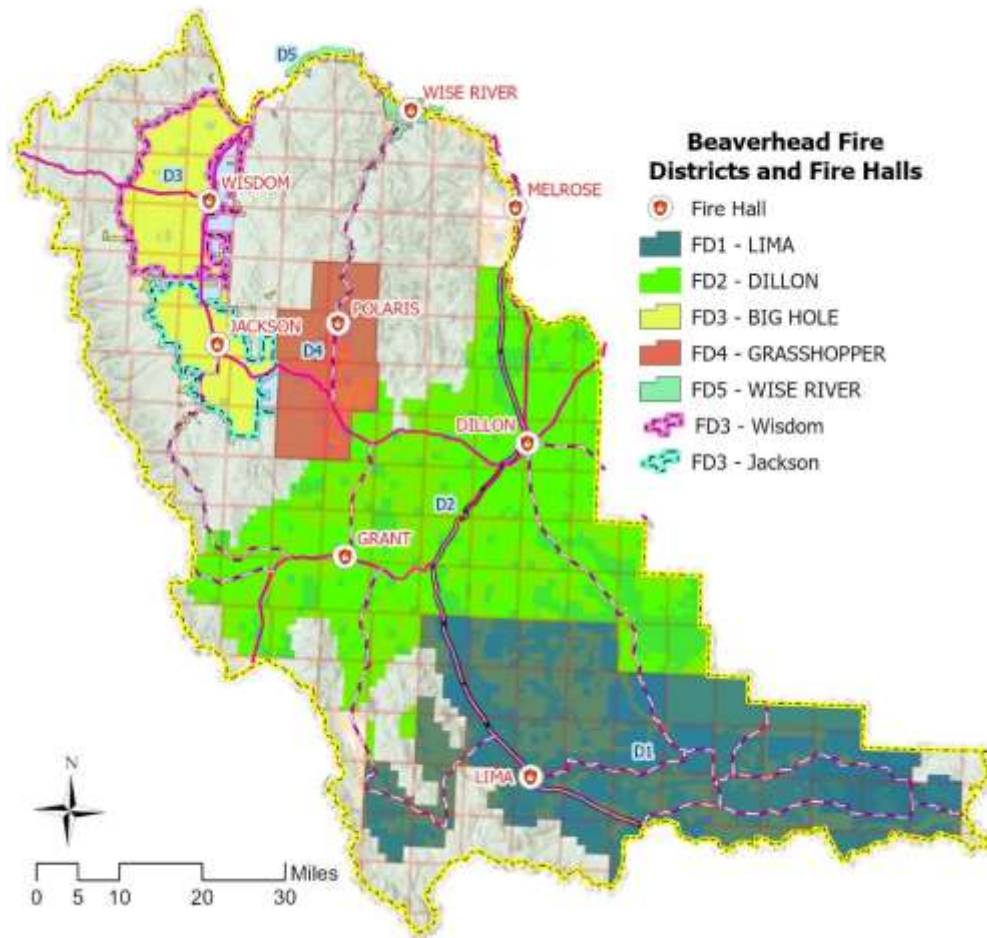 D5
WISE RIVER
D3
WISDOM
MELROSE
POLARIS
JACKSON
D4
DILLON
D2
GRANT
D1
LIMA
Beaverhead Fire
Districts and Fire Halls
Fire Hall
FD1 - LIMA
FD2 - DILLON
FD3 - BIG HOLE
FD4 - GRASSHOPPER
FD5 - WISE RIVER
FD3 - Wisdom
FD3 - Jackson
N
Miles
0 5 10 20 30